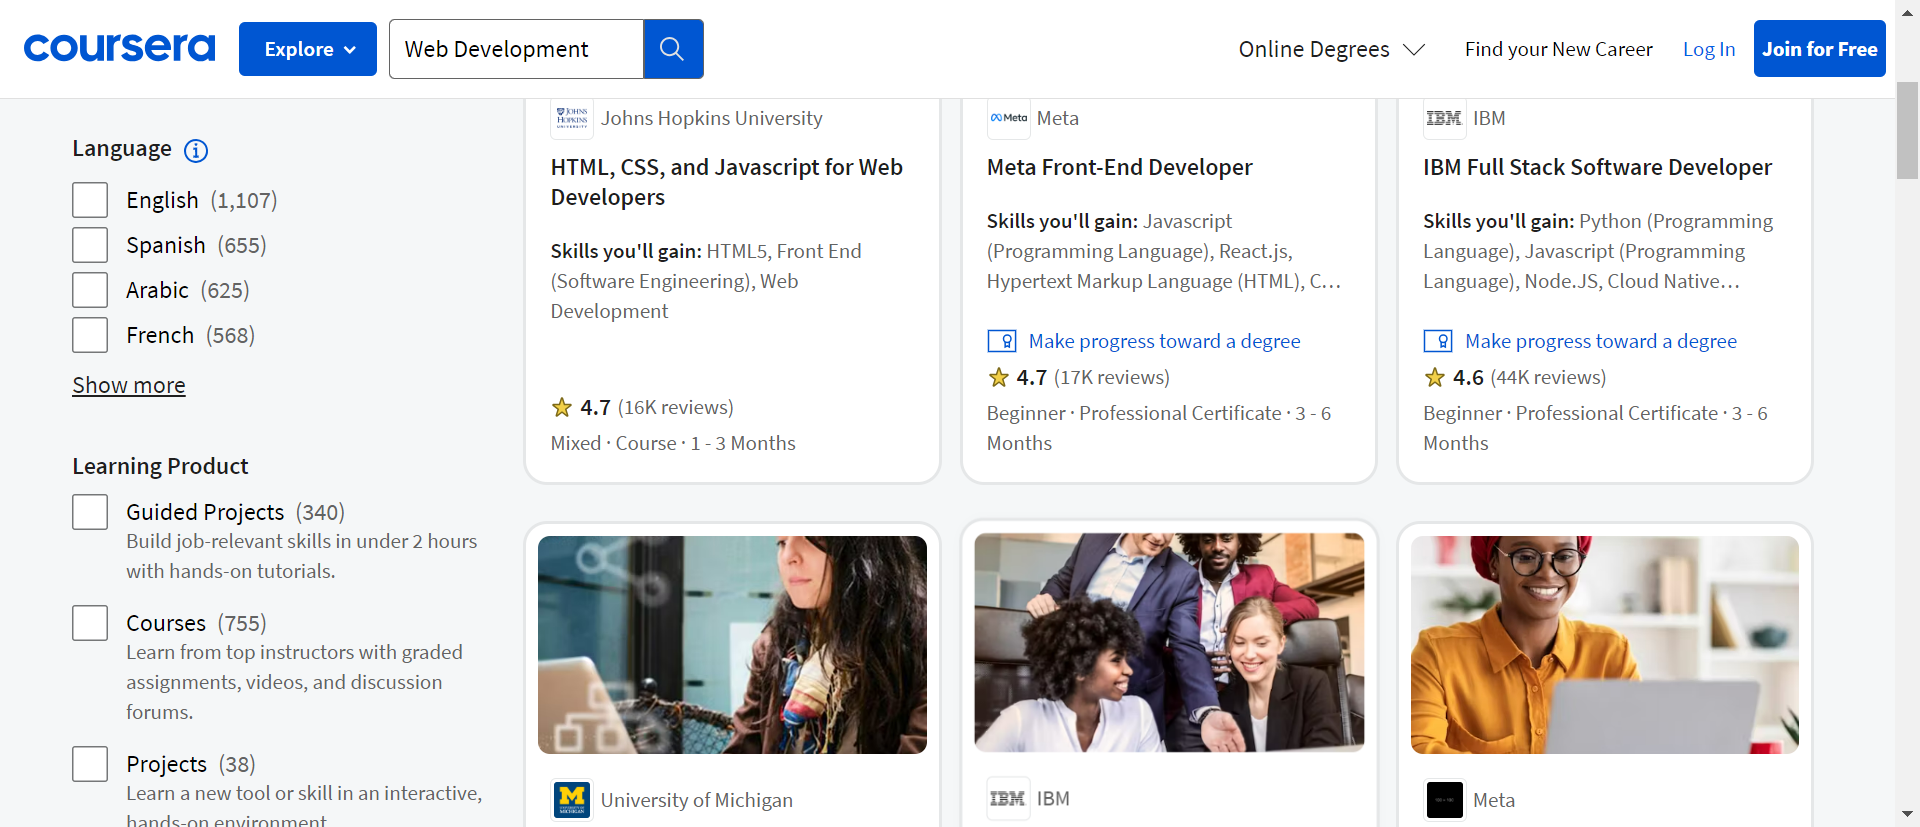 coursera
Explore
Web Development
Online Degrees
Find your New Career
Log In
Join for Free
Language
English (1,107)
Spanish (655)
Arabic (625)
French (568)
Show more
Learning Product
Guided Projects (340)
Build job-relevant skills in under 2 hours
with hands-on tutorials.
Courses (755)
Learn from top instructors with graded
assignments, videos, and discussion
forums.
Projects (38)
Learn a new tool or skill in an interactive,
hands-on environment.
JOHNS
HOPKINS
UNIVERSITY
Johns Hopkins University
HTML, CSS, and Javascript for Web
Developers
Skills you'll gain: HTML5, Front End
(Software Engineering), Web
Development
4.7 (16K reviews)
Mixed · Course · 1 - 3 Months
Meta
Meta
Meta Front-End Developer
Skills you'll gain: Javascript
(Programming Language), React.js,
Hypertext Markup Language (HTML), C...
Make progress toward a degree
4.7 (17K reviews)
Beginner · Professional Certificate · 3 - 6
Months
IBM
IBM
IBM Full Stack Software Developer
Skills you'll gain: Python (Programming
Language), Javascript (Programming
Language), Node.JS, Cloud Native...
Make progress toward a degree
4.6 (44K reviews)
Beginner · Professional Certificate · 3 - 6
Months
M
University of Michigan
IBM
IBM
Meta